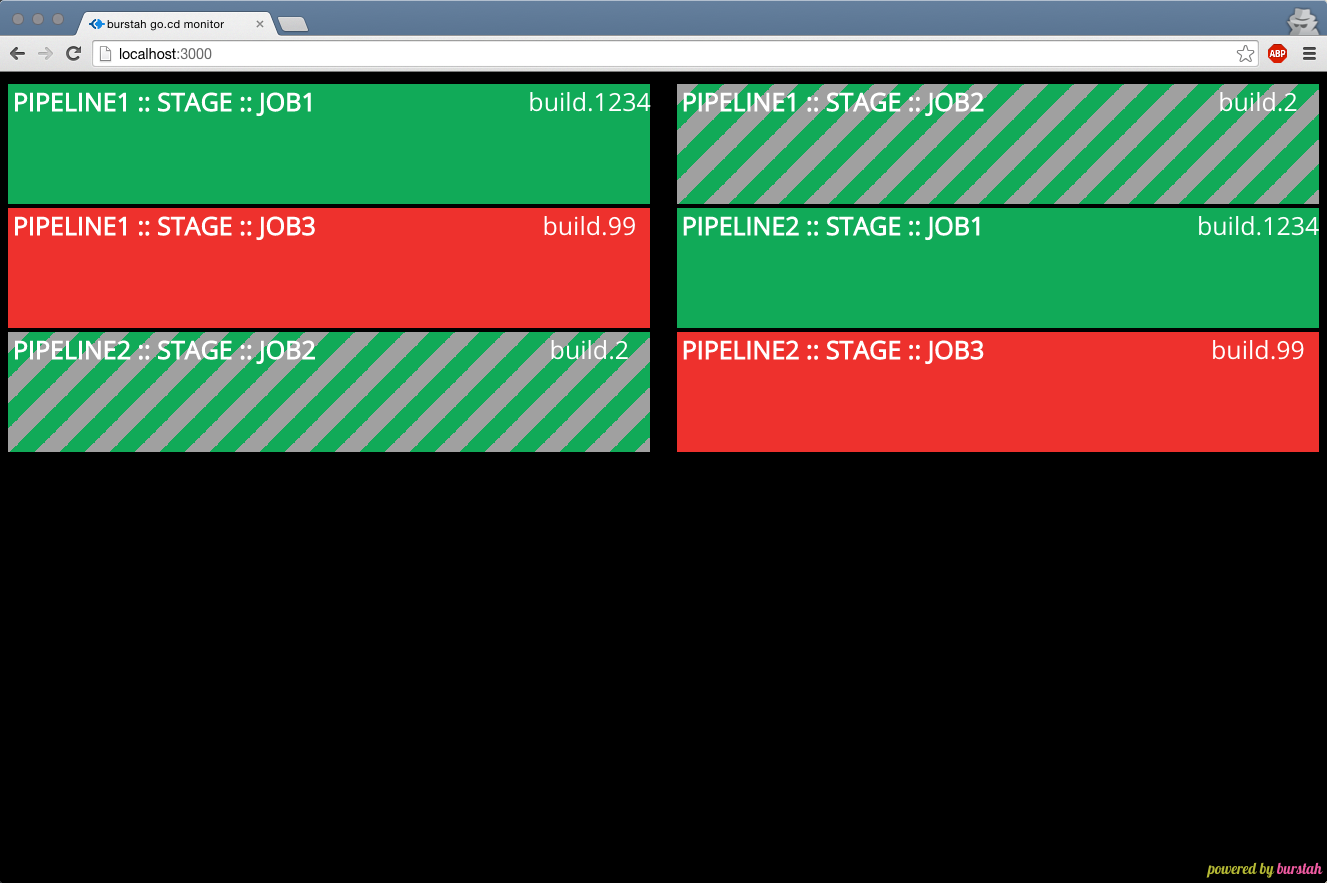 burstah go.cd monitor
localhost:3000
ABP
PIPELINE1 :: STAGE :: JOB1 build.1234
PIPELINE1 :: STAGE :: JOB2 build.2
PIPELINE1 :: STAGE :: JOB3 build.99
PIPELINE2 :: STAGE :: JOB1 build.1234
PIPELINE2 :: STAGE :: JOB2 build.2
PIPELINE2 :: STAGE :: JOB3 build.99
powered by burstah